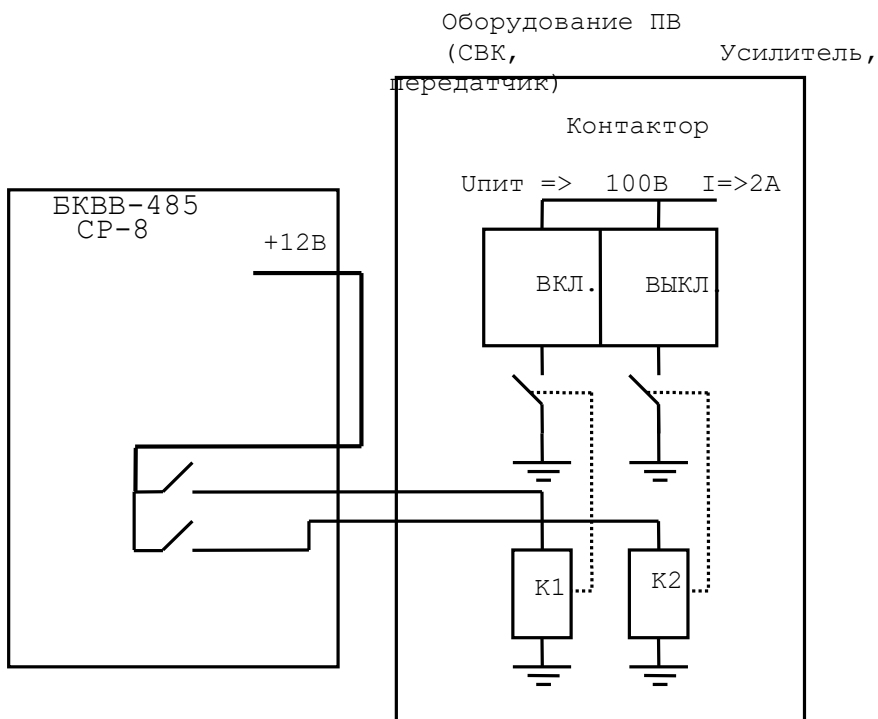 Оборудование ПВ
(СВК, Усилитель,
передатчик)
Контактор
Uпит => 100В I=>2А
БКВВ-485
СР-8
+12В
ВКЛ. ВЫКЛ.
К1 К2